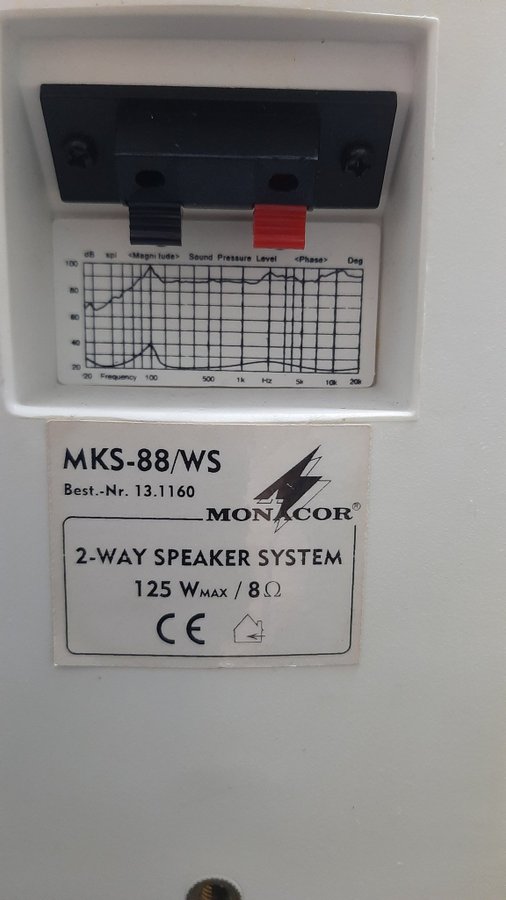 dB spl <Magnitude> Sound Pressure Level <Phase> Deg
100
80
60
40
20
20 Frequency 100 500 1k Hz 5k 10k 20k
MKS-88/WS
Best.-Nr. 13.1160
MONACOR®
2-WAY SPEAKER SYSTEM
125 WMAX / 8Ω
CE